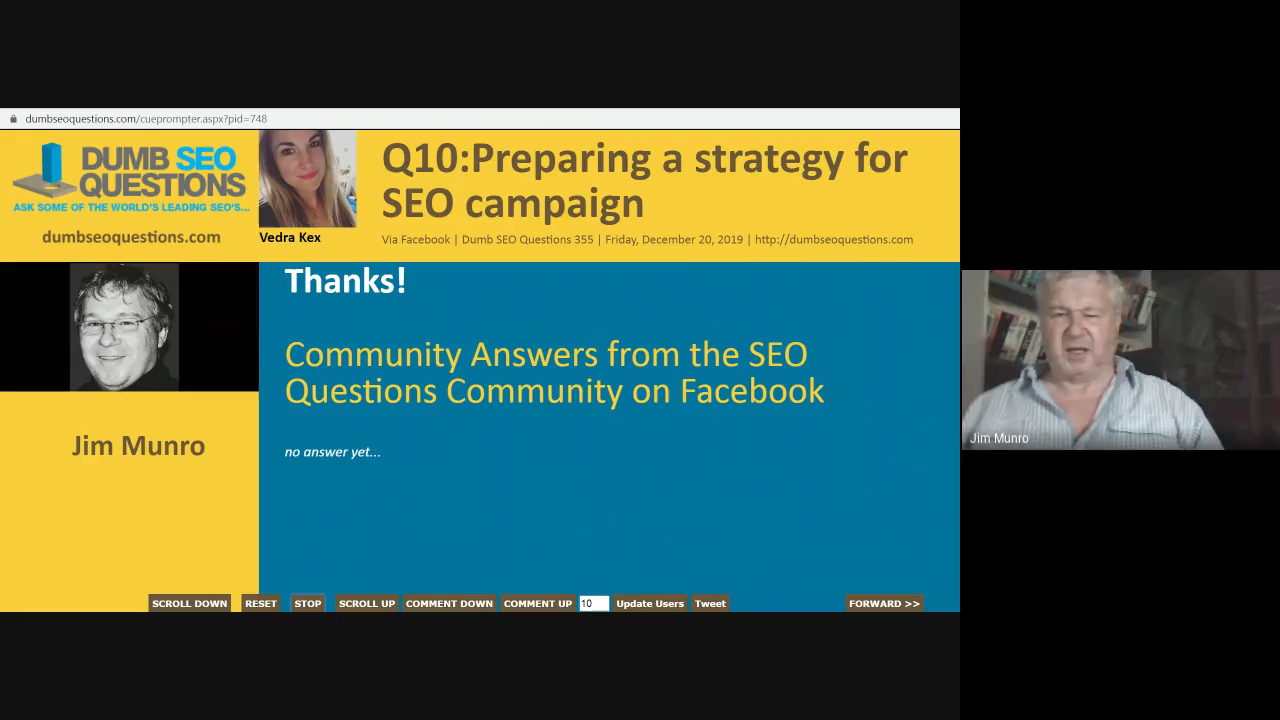 dumbseoquestions.com/cueprompter.aspx?pid=748
DUMB SEO
QUESTIONS
ASK SOME OF THE WORLD'S LEADING SEO'S...
dumbseoquestions.com
Vedra Kex
Q10:Preparing a strategy for
SEO campaign
Via Facebook | Dumb SEO Questions 355 | Friday, December 20, 2019 | http://dumbseoquestions.com
Jim Munro
Thanks!
Community Answers from the SEO
Questions Community on Facebook
no answer yet...
SCROLL DOWN RESET STOP SCROLL UP COMMENT DOWN COMMENT UP 10 Update Users Tweet FORWARD >>
Jim Munro